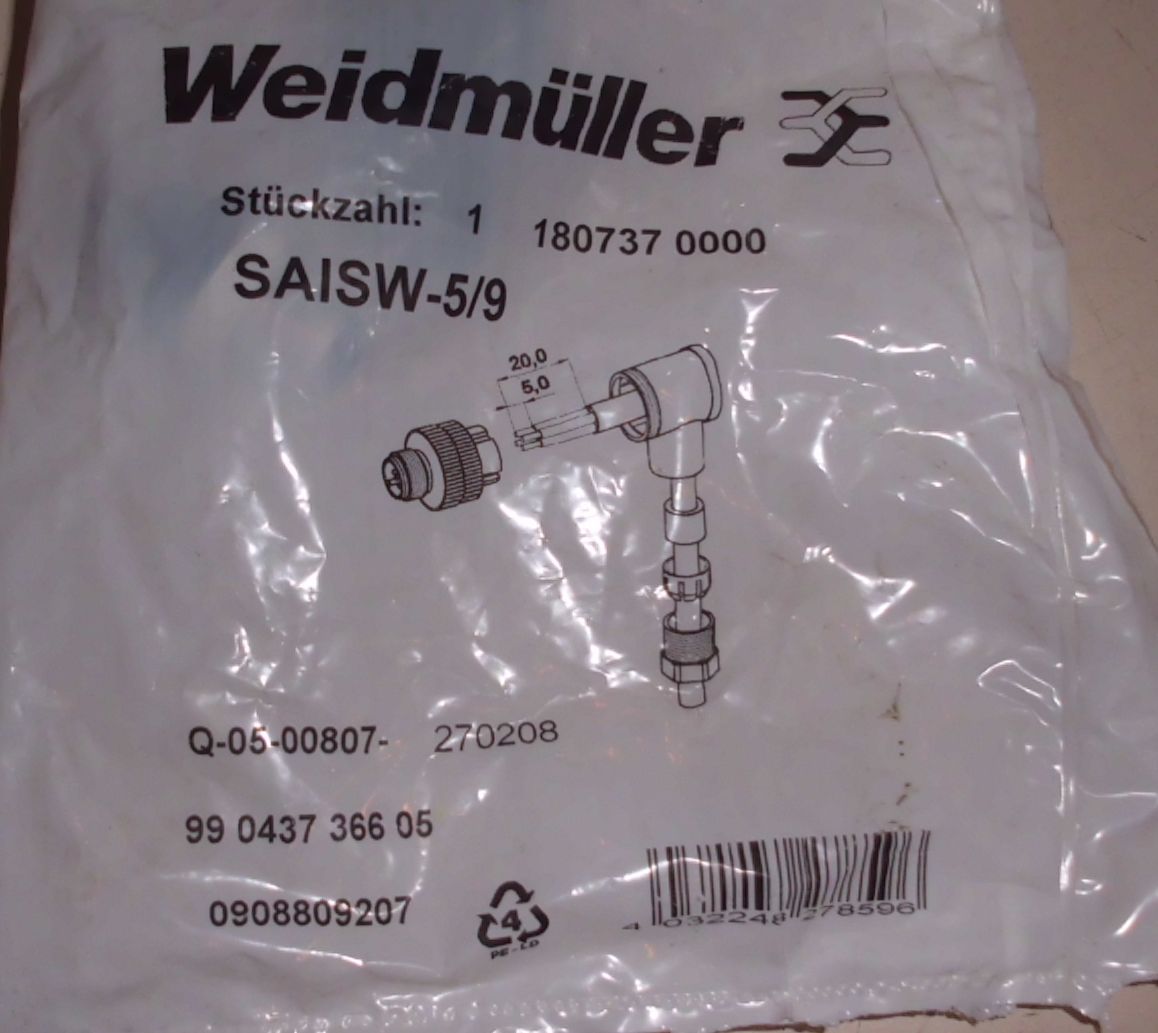 Weidmüller
Stückzahl: 1 180737 0000
SAISW-5/9
20,0
5,0
Q-05-00807- 270208
99 0437 366 05
0908809207
4
PE-LD
4 032248 278596